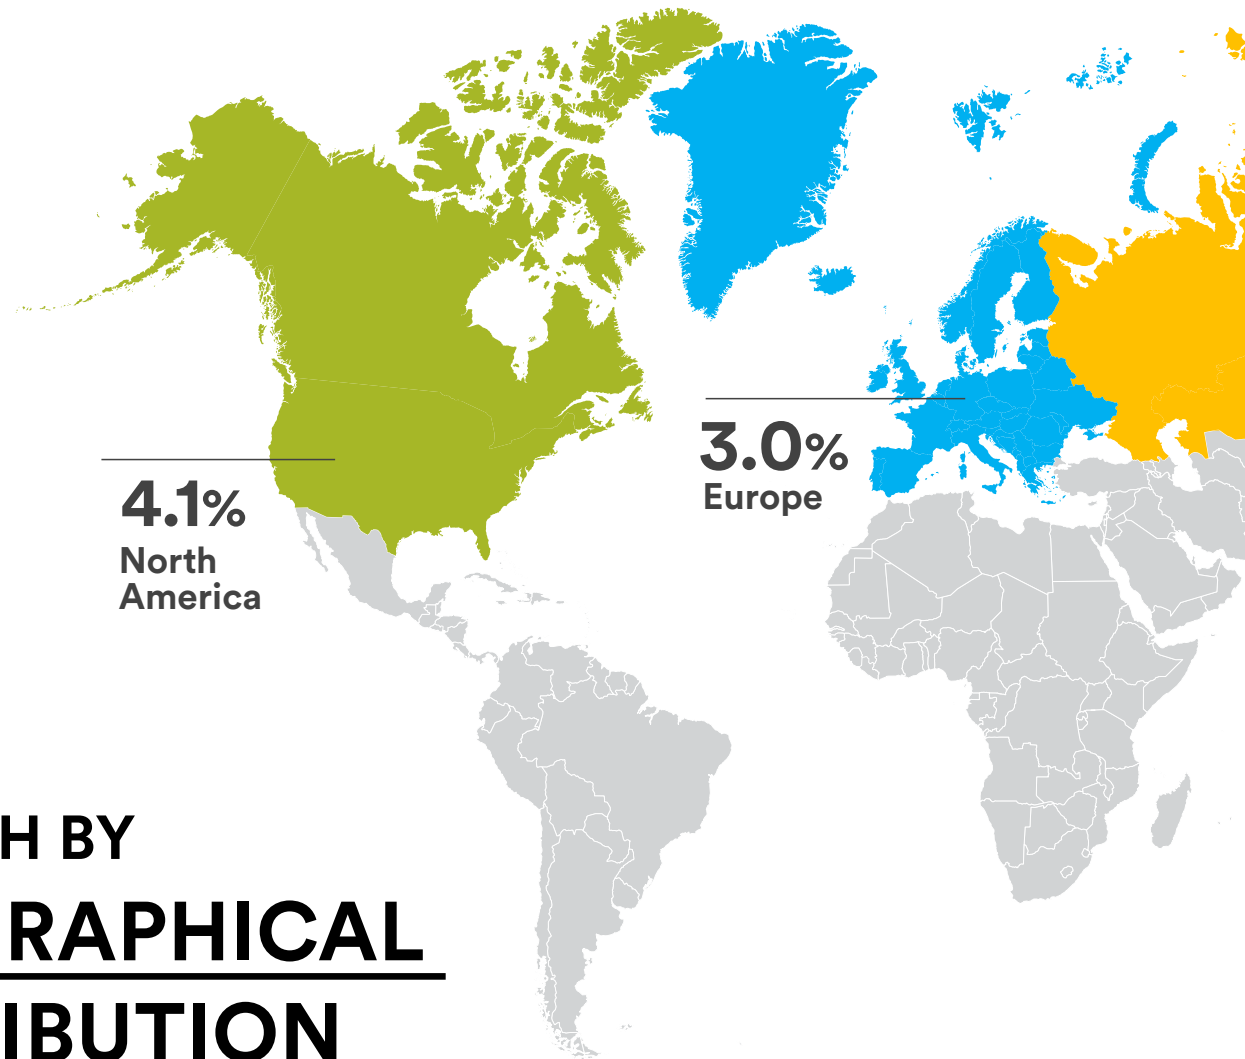 3.0%
Europe
4.1%
North
America
H BY
RAPHICAL
IBUTION